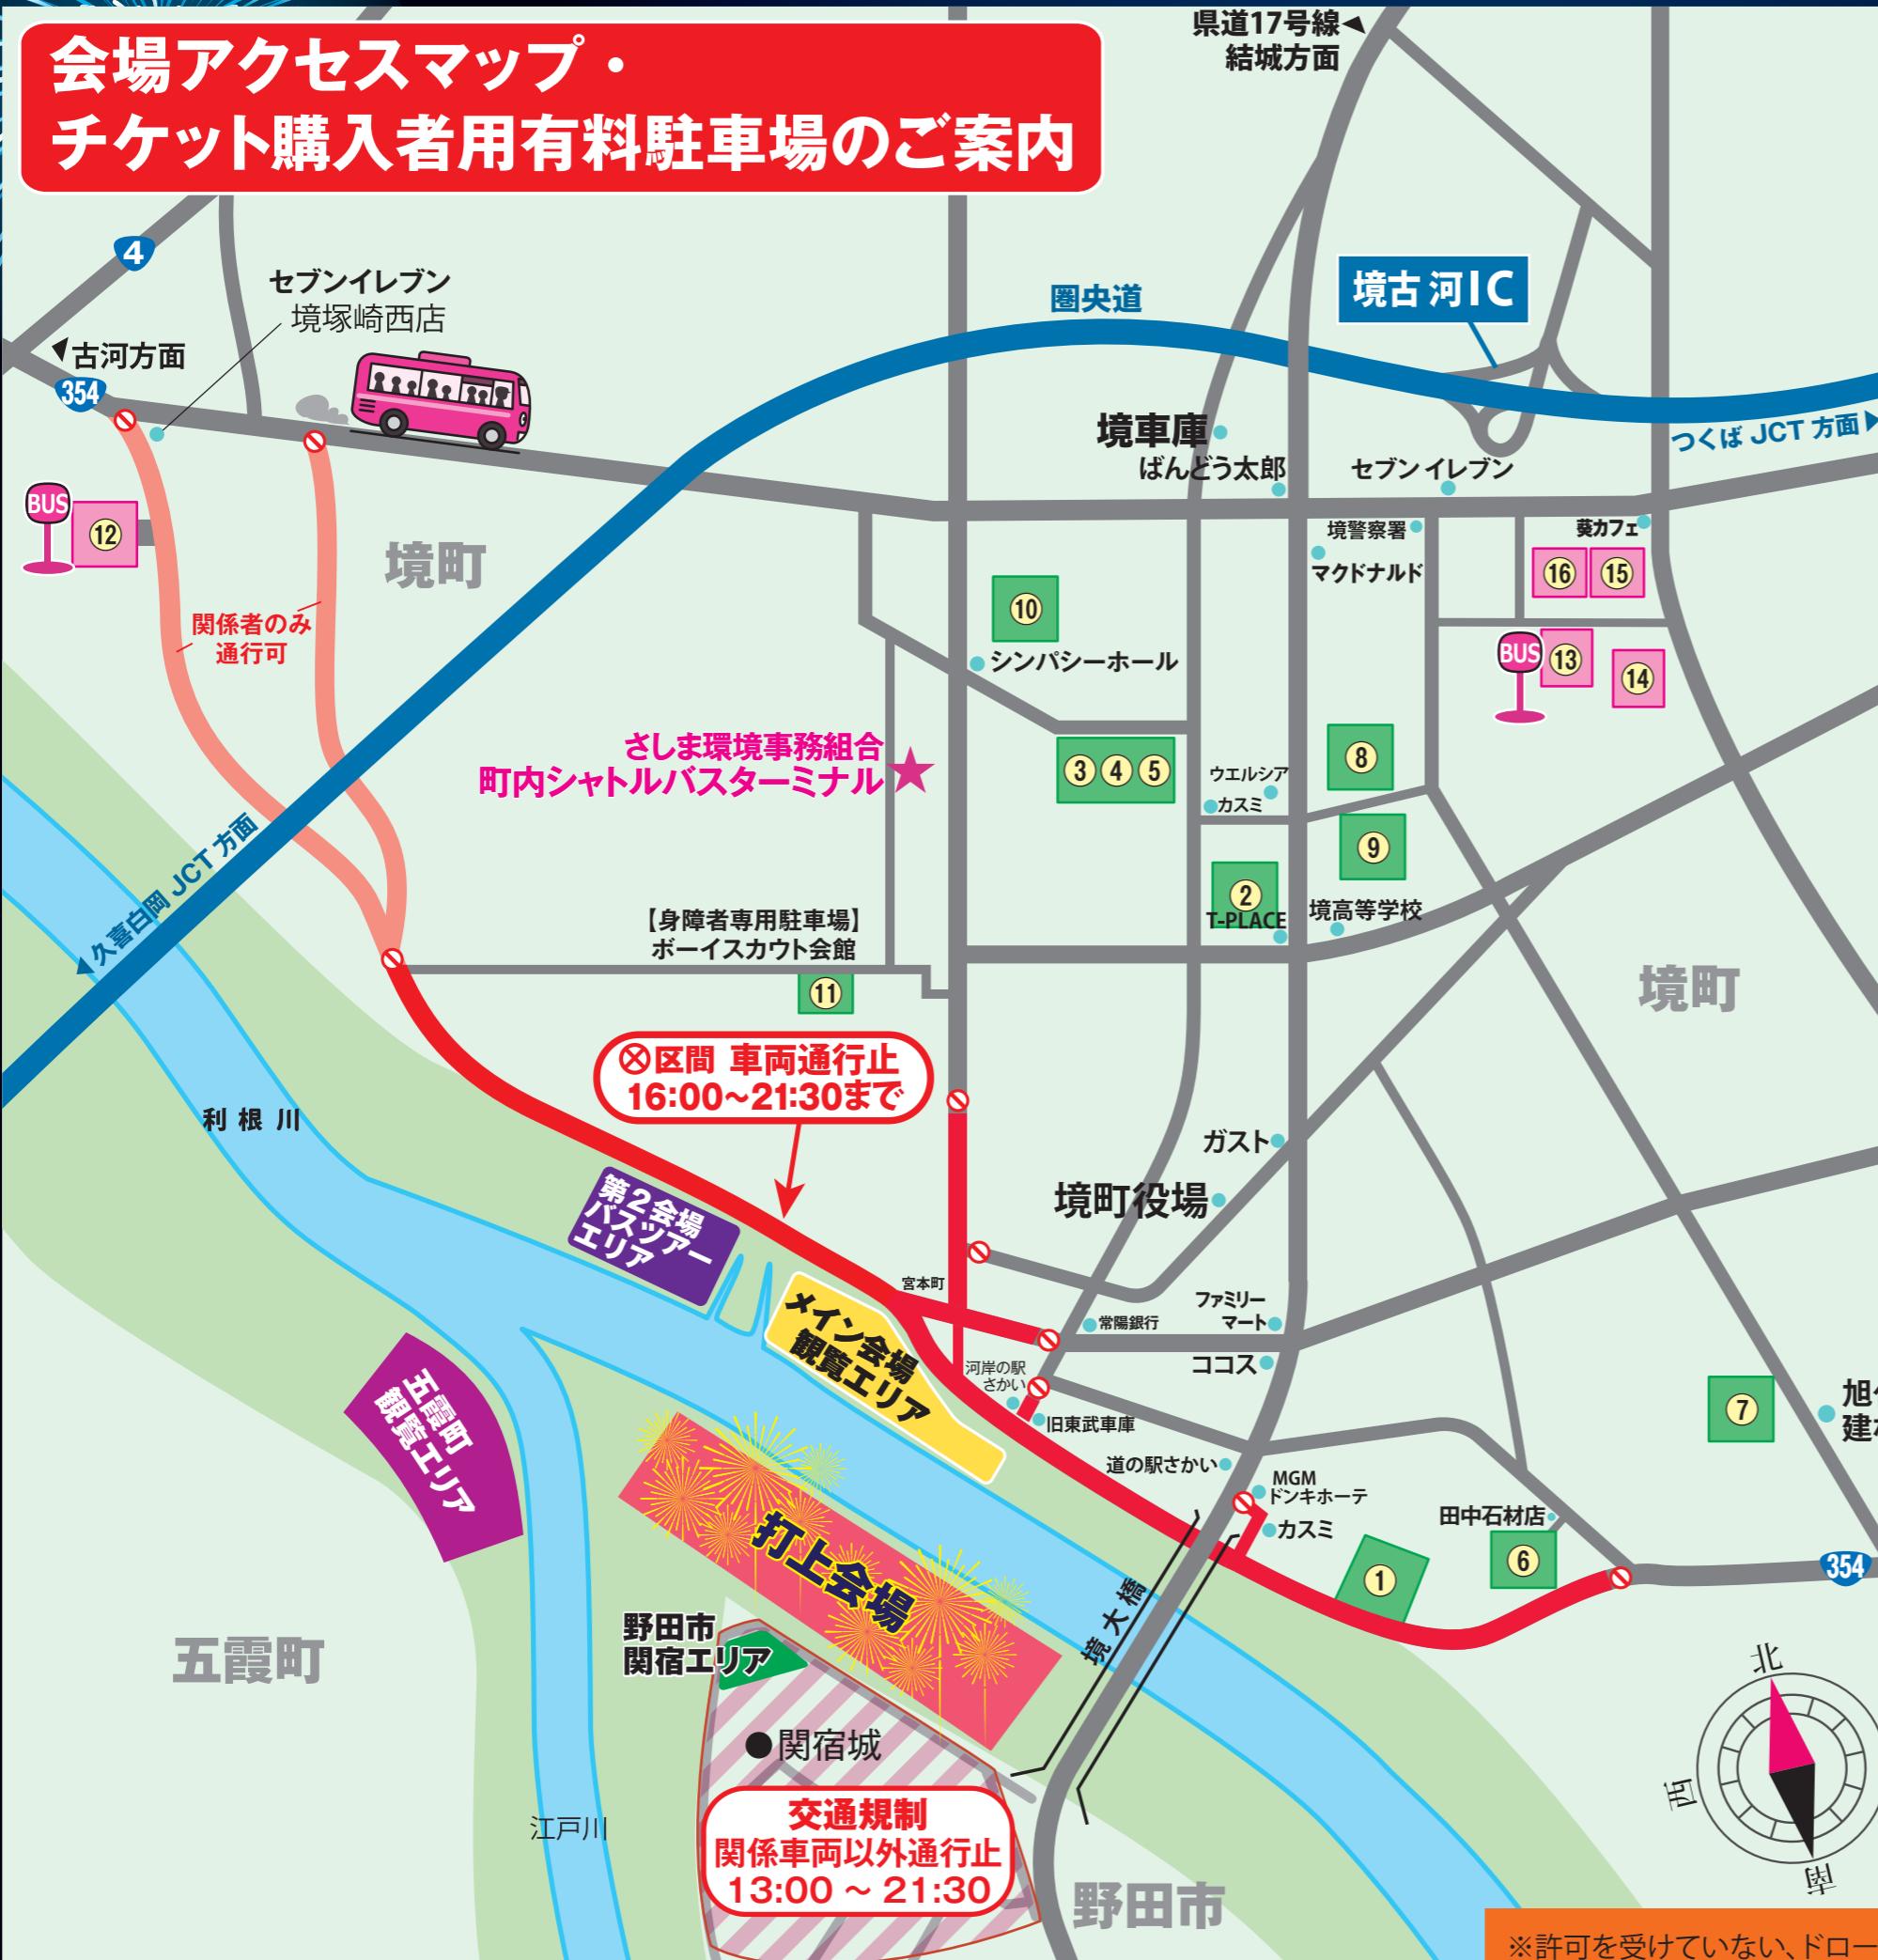 会場アクセスマップ・
チケット購入者用有料駐車場のご案内
県道17号線
結城方面
4
セブンイレブン
境塚崎西店
古河方面
354
圏央道
境古河IC
つくば JCT 方面
境車庫
ばんどう太郎
セブンイレブン
境警察署
マクドナルド
葵カフェ
BUS
12
境町
関係者のみ
通行可
10
シンパシーホール
16
15
BUS
13
14
さしま環境事務組合
町内シャトルバスターミナル
3 4 5
ウエルシア
カスミ
8
9
2
T-PLACE
境高等学校
久喜白岡 JCT 方面
【身障者専用駐車場】
ボーイスカウト会館
11
境町
⊗区間 車両通行止
16:00~21:30まで
利根川
ガスト
境町役場
第2会場
バスツアー
エリア
宮本町
メイン会場
観覧エリア
常陽銀行
ファミリー
マート
ココス
河岸の駅
さかい
旧東武車庫
五霞町
観覧エリア
7
道の駅さかい
MGM
ドンキホーテ
カスミ
田中石材店
6
1
354
打上会場
境大橋
野田市
関宿エリア
五霞町
関宿城
北
西
南
江戸川
交通規制
関係車両以外通行止
13:00 ~ 21:30
野田市
※許可を受けていない、ドロー